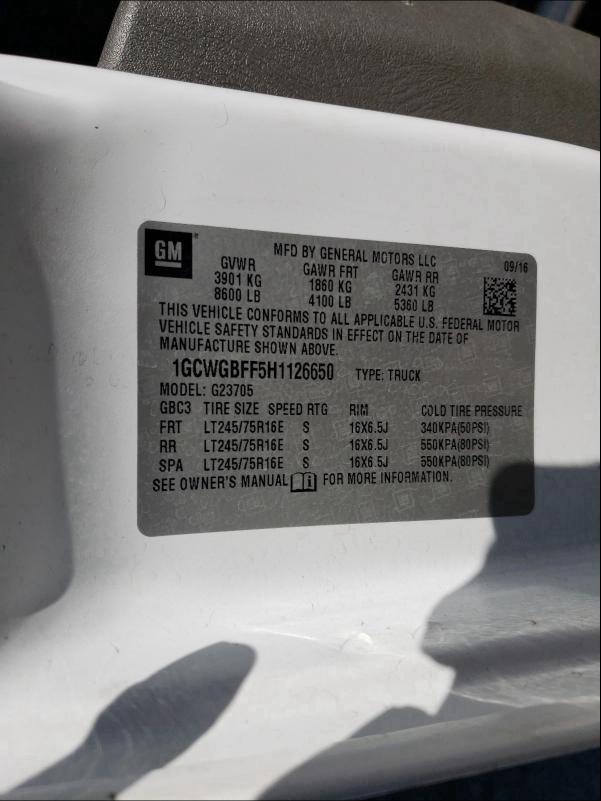 GM®
MFD BY GENERAL MOTORS LLC
09/16
GVWR GAWR FRT GAWR RR
3901 KG 1860 KG 2431 KG
8600 LB 4100 LB 5360 LB
THIS VEHICLE CONFORMS TO ALL APPLICABLE U.S. FEDERAL MOTOR
VEHICLE SAFETY STANDARDS IN EFFECT ON THE DATE OF
MANUFACTURE SHOWN ABOVE.
1GCWGBFF5H1126650 TYPE: TRUCK
MODEL: G23705
GBC3 TIRE SIZE SPEED RTG RIM COLD TIRE PRESSURE
FRT LT245/75R16E S 16X6.5J 340KPA(50PSI)
RR LT245/75R16E S 16X6.5J 550KPA(80PSI)
SPA LT245/75R16E S 16X6.5J 550KPA(80PSI)
SEE OWNER'S MANUAL FOR MORE INFORMATION.